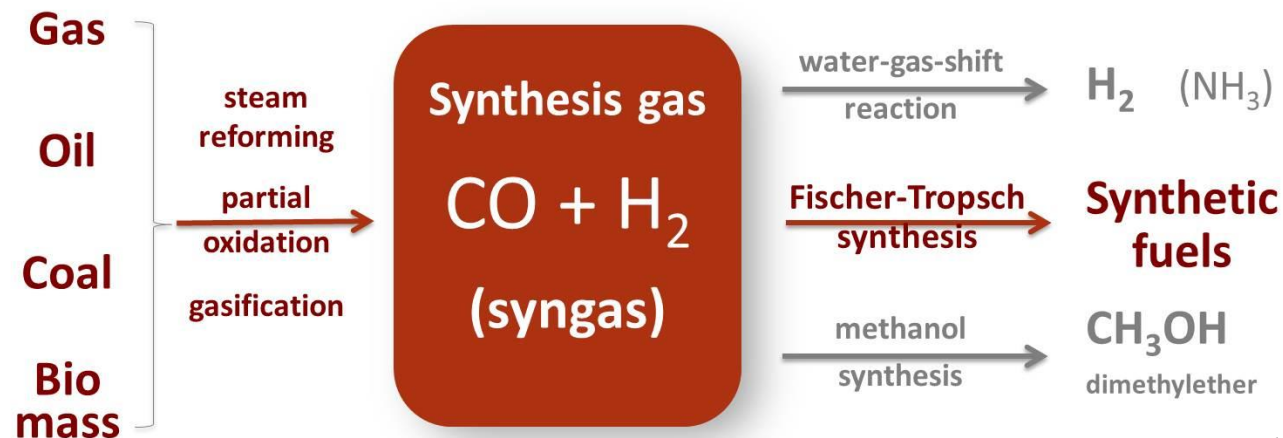 Gas
Oil
Coal
Bio
mass
steam
reforming
partial
oxidation
gasification
Synthesis gas
CO + H₂
(syngas)
water-gas-shift
reaction
H₂ (NH₃)
Fischer-Tropsch
synthesis
Synthetic
fuels
methanol
synthesis
CH₃OH
dimethylether